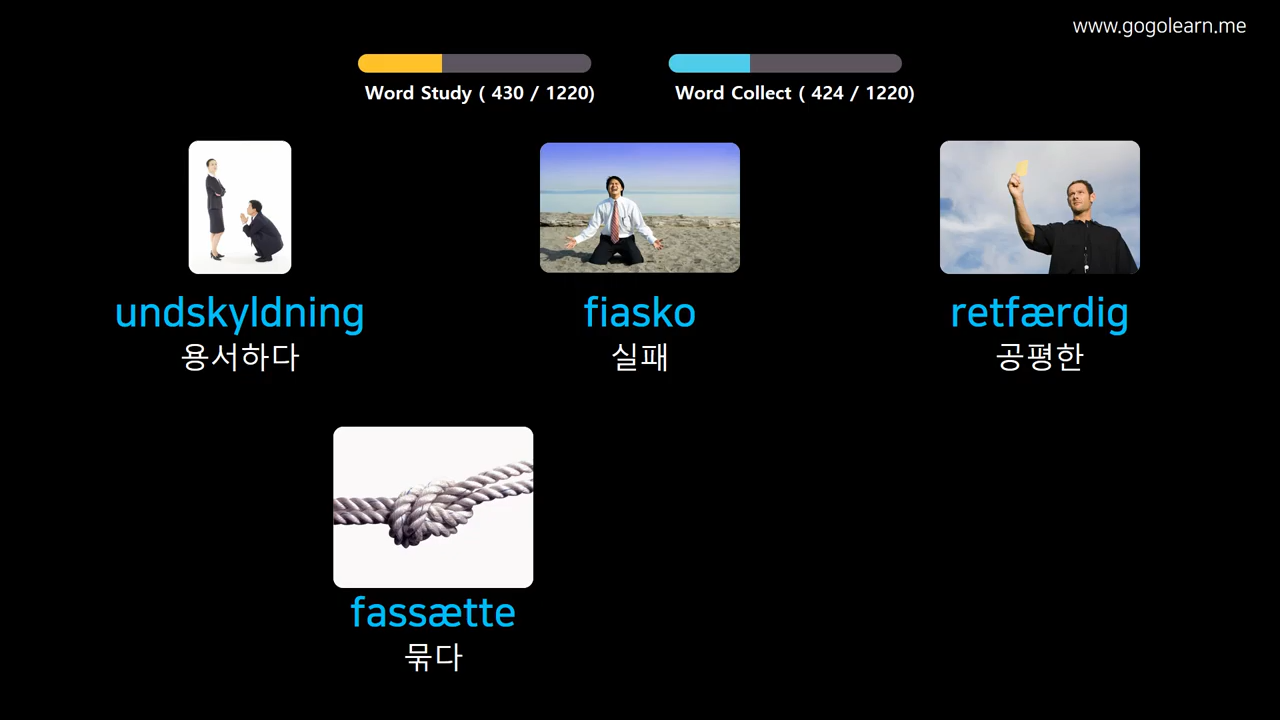 www.gogolearn.me
Word Study ( 430 / 1220)
Word Collect ( 424 / 1220)
undskyldning
용서하다
fiasko
실패
retfærdig
공평한
fassætte
묶다